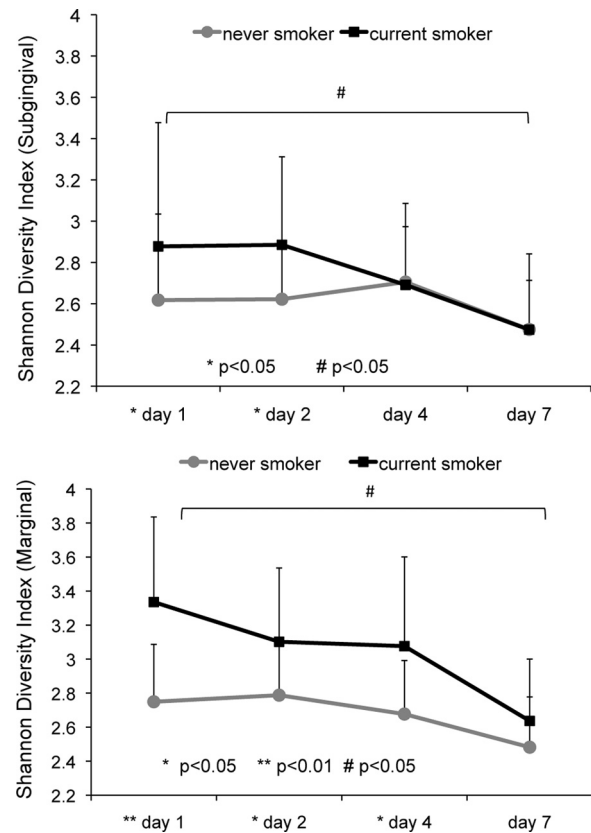 never smoker current smoker
Shannon Diversity Index (Subgingival)
4
3.8
3.6
3.4
3.2
3
2.8
2.6
2.4
2.2
#
* p<0.05 # p<0.05
* day 1 * day 2 day 4 day 7
never smoker current smoker
Shannon Diversity Index (Marginal)
4
3.8
3.6
3.4
3.2
3
2.8
2.6
2.4
2.2
#
* p<0.05 ** p<0.01 # p<0.05
** day 1 * day 2 * day 4 day 7